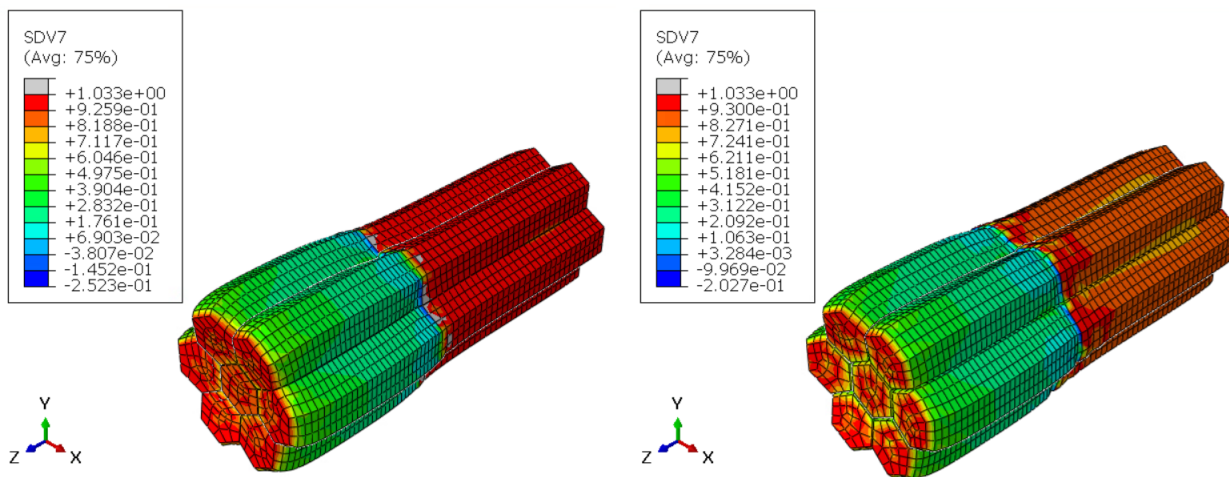 SDV7
(Avg: 75%)
+1.033e+00
+9.259e-01
+8.188e-01
+7.117e-01
+6.046e-01
+4.975e-01
+3.904e-01
+2.832e-01
+1.761e-01
+6.903e-02
-3.807e-02
-1.452e-01
-2.523e-01
Y
Z
X
SDV7
(Avg: 75%)
+1.033e+00
+9.300e-01
+8.271e-01
+7.241e-01
+6.211e-01
+5.181e-01
+4.152e-01
+3.122e-01
+2.092e-01
+1.063e-01
+3.284e-03
-9.969e-02
-2.027e-01
Y
Z
X